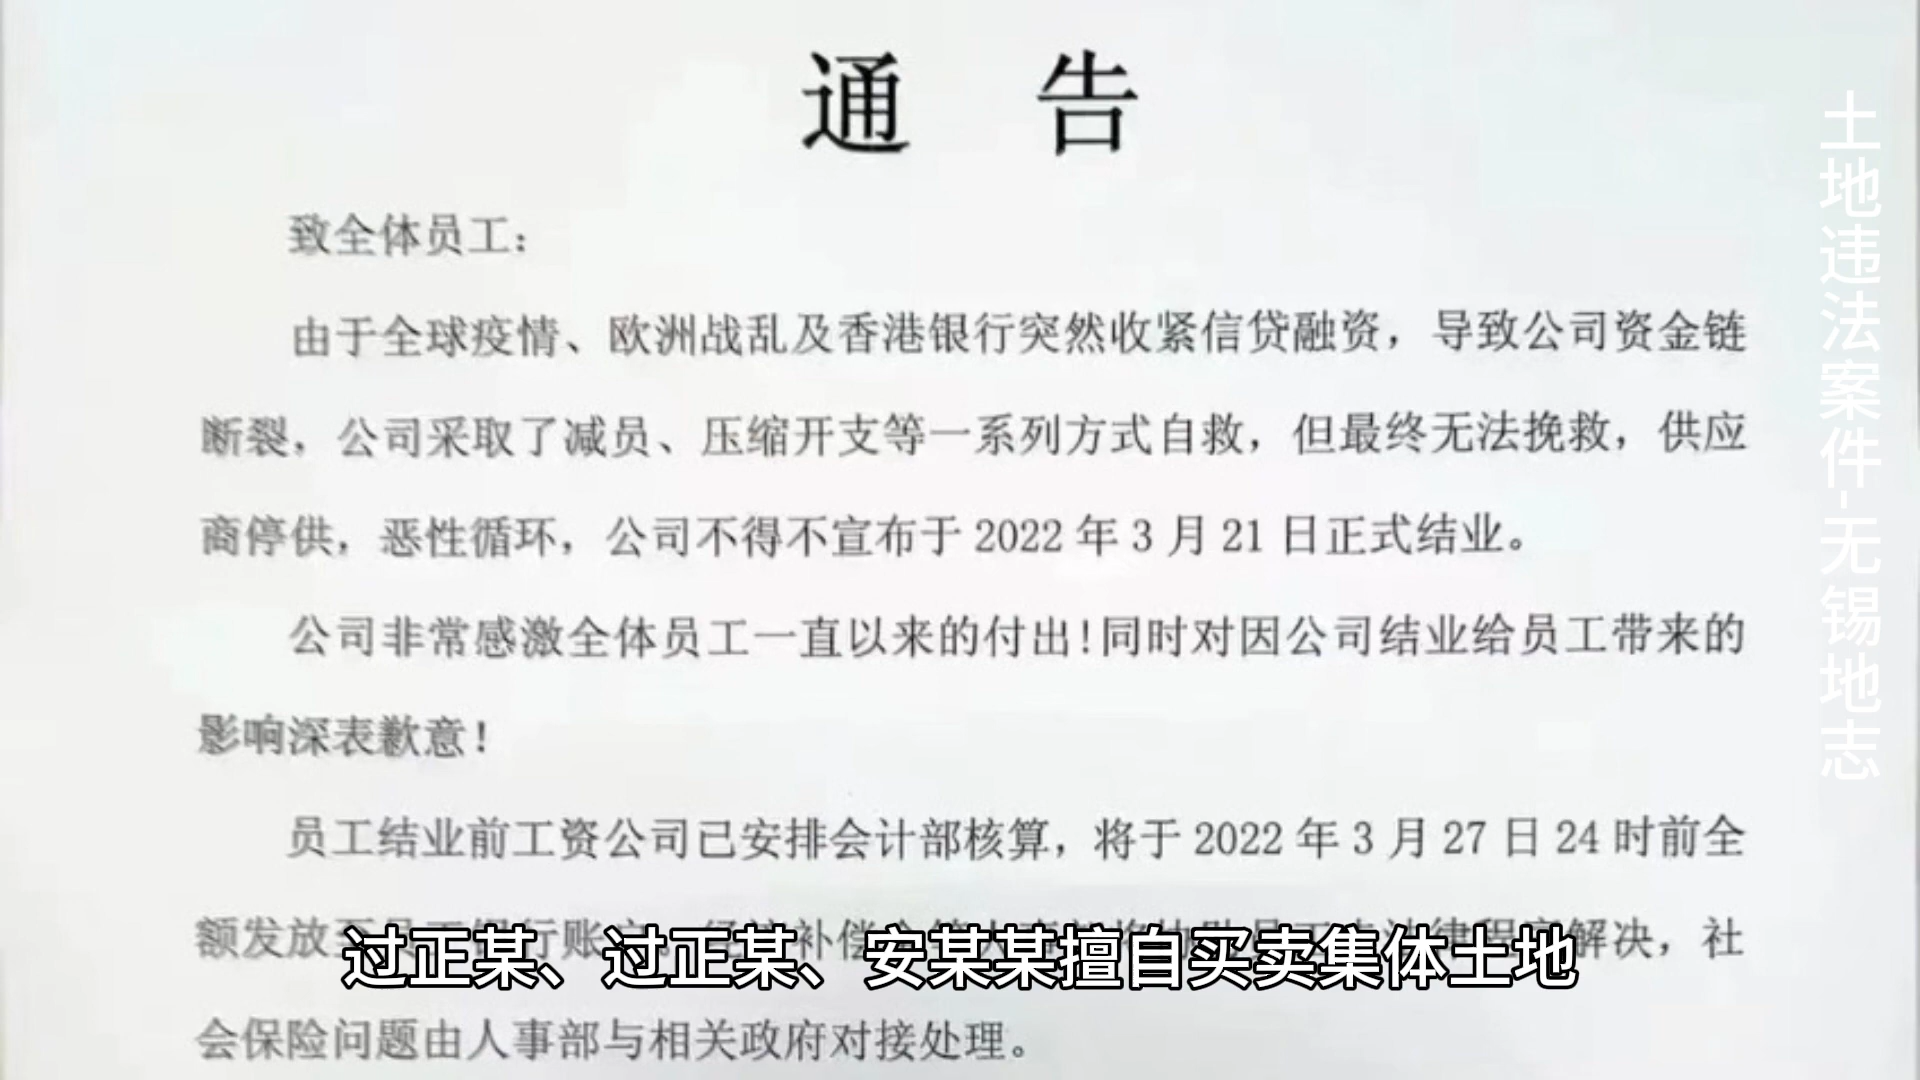 通 告
致全体员工：
由于全球疫情、欧洲战乱及香港银行突然收紧信贷融资，导致公司资金链
断裂，公司采取了减员、压缩开支等一系列方式自救，但最终无法挽救，供应
商停供，恶性循环，公司不得不宣布于 2022 年 3 月 21 日正式结业。
公司非常感激全体员工一直以来的付出！同时对因公司结业给员工带来的
影响深表歉意！
员工结业前工资公司已安排会计部核算，将于 2022 年 3 月 27 日 24 时前全
额发放 行账 补偿 解决，社
过正某、过正某、安某某擅自买卖集体土地
会保险问题由人事部与相关政府对接处理。
土地违法案件-无锡地志